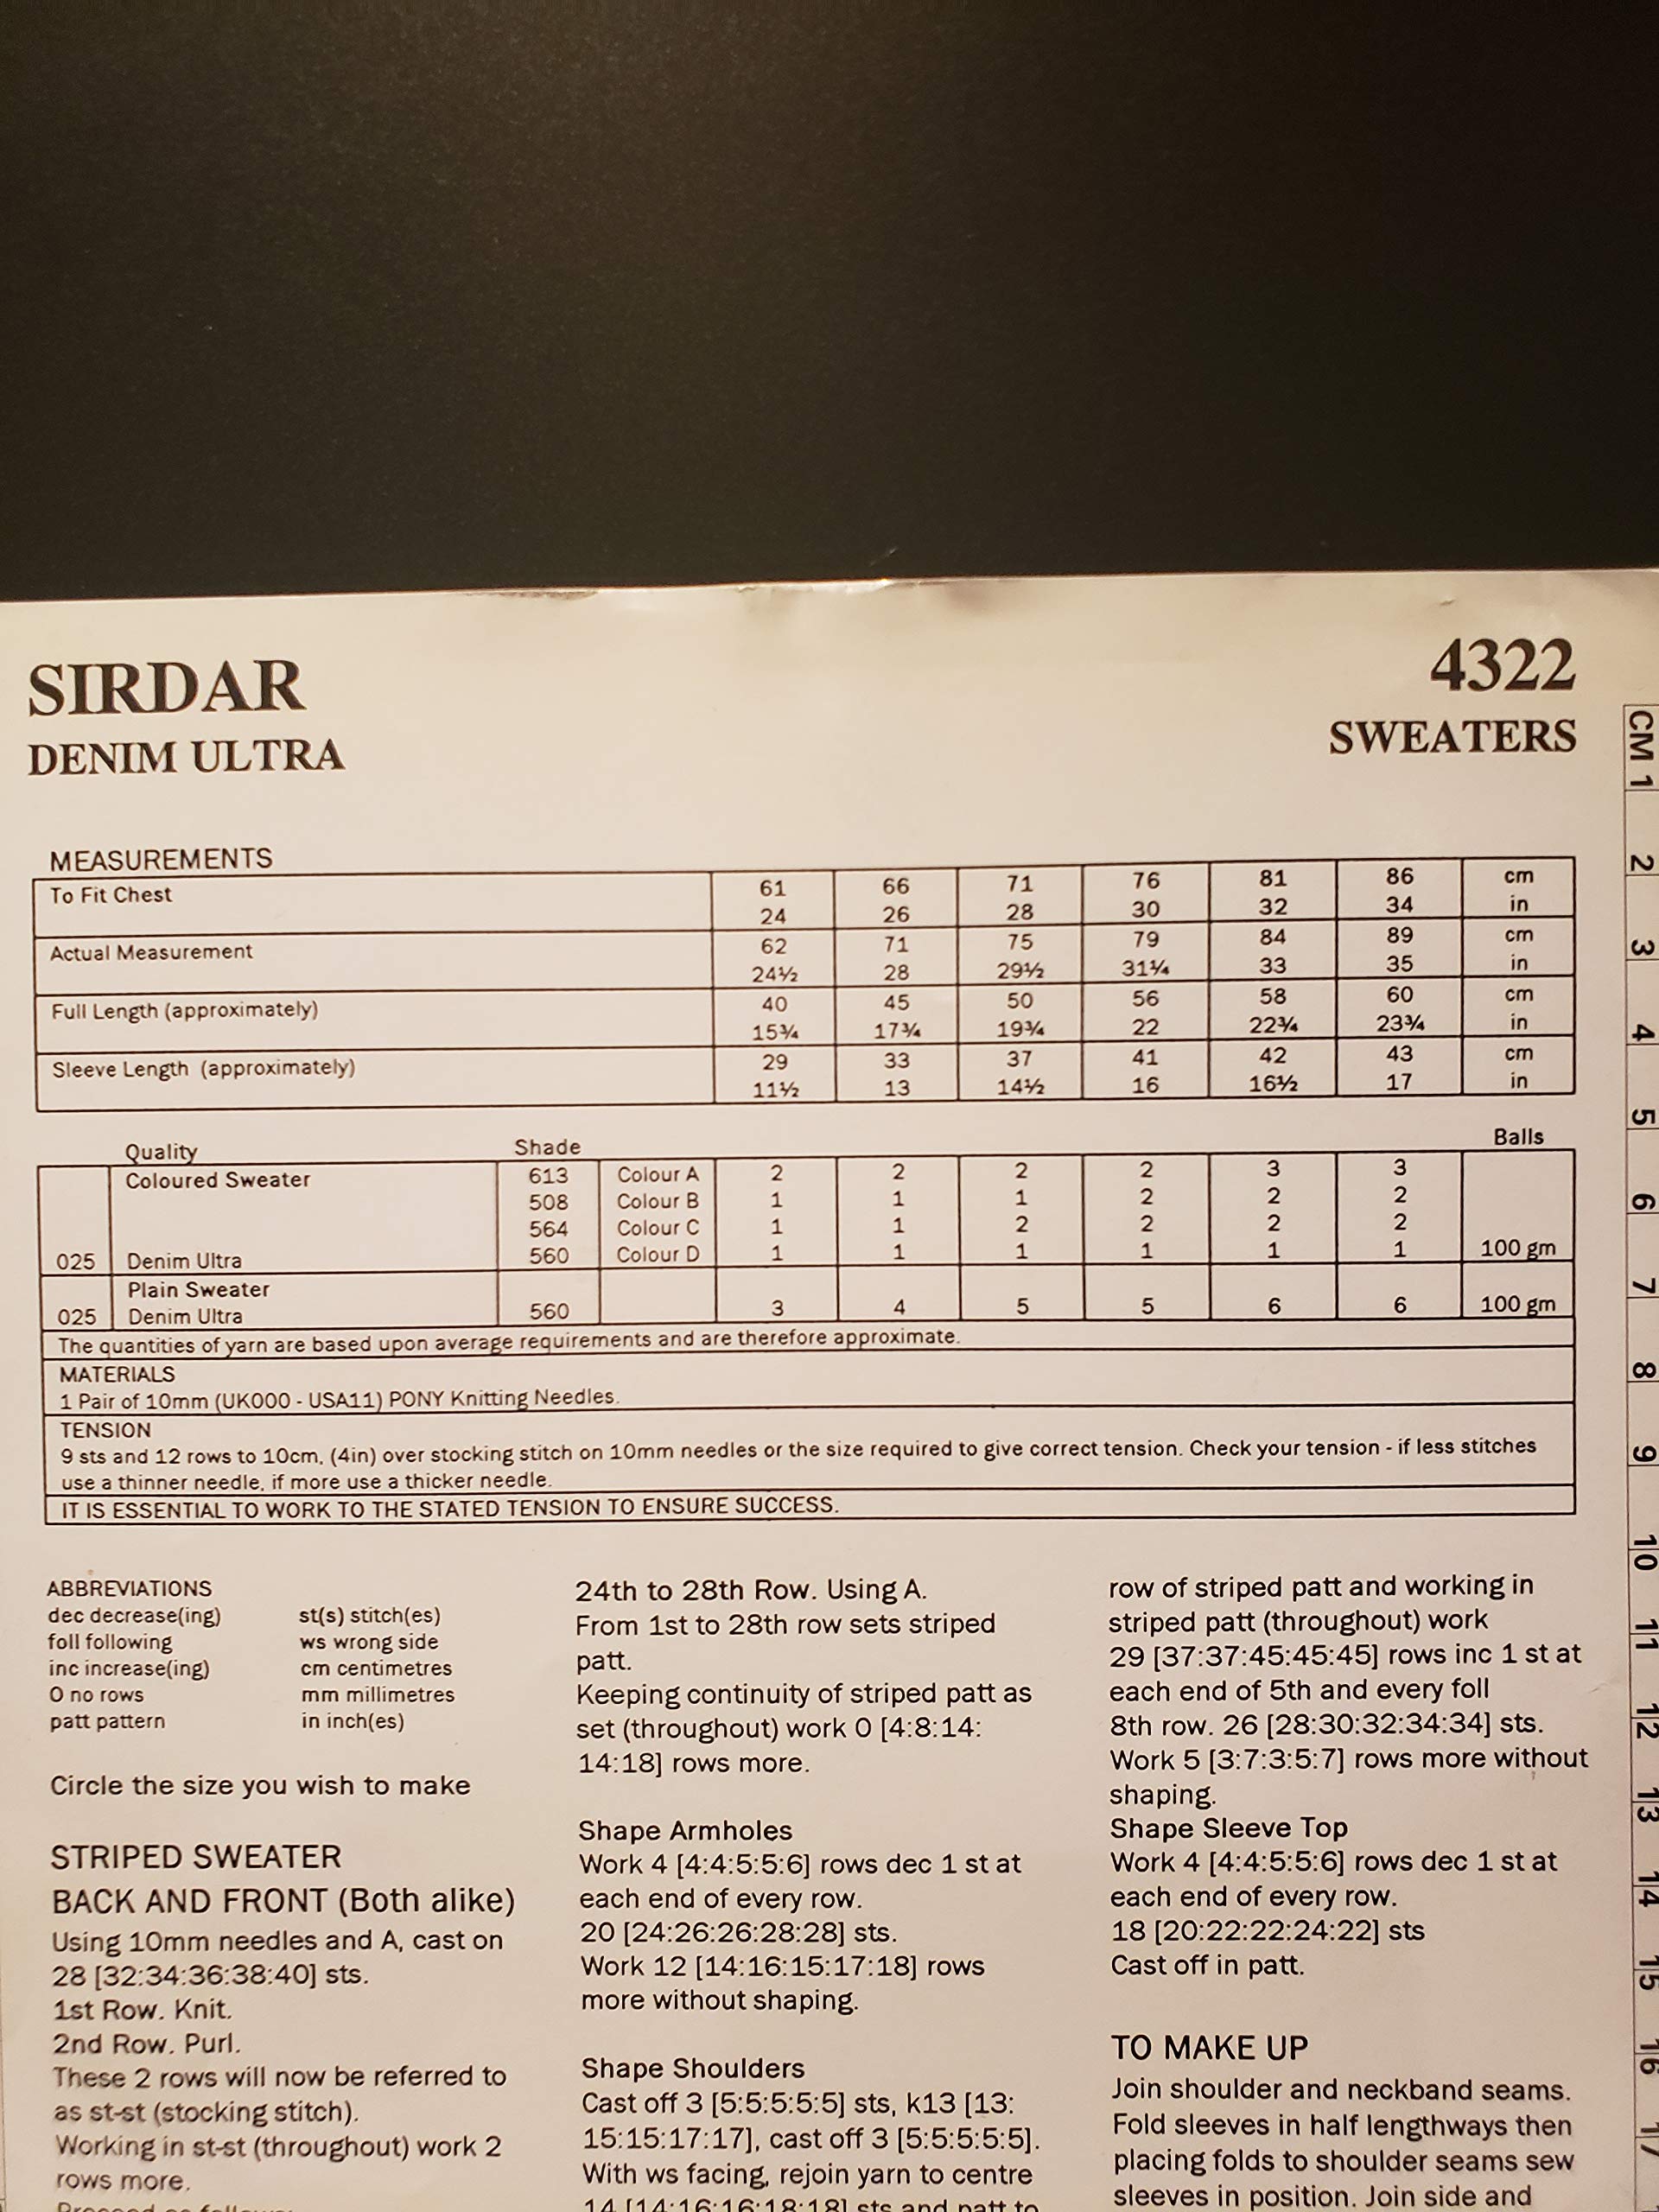 SIRDAR
DENIM ULTRA
4322
SWEATERS
MEASUREMENTS
To Fit Chest 61 66 71 76 81 86 cm
24 26 28 30 32 34 in
Actual Measurement 62 71 75 79 84 89 cm
24½ 28 29½ 31¼ 33 35 in
Full Length (approximately) 40 45 50 56 58 60 cm
15¾ 17¾ 19¾ 22 22¾ 23¾ in
Sleeve Length (approximately) 29 33 37 41 42 43 cm
11½ 13 14½ 16 16½ 17 in
Quality Shade Balls
Coloured Sweater 613 Colour A 2 2 2 2 3 3
508 Colour B 1 1 1 2 2 2
564 Colour C 1 1 2 2 2 2
025 Denim Ultra 560 Colour D 1 1 1 1 1 1 100 gm
Plain Sweater
025 Denim Ultra 560 3 4 5 5 6 6 100 gm
The quantities of yarn are based upon average requirements and are therefore approximate.
MATERIALS
1 Pair of 10mm (UK000 - USA11) PONY Knitting Needles.
TENSION
9 sts and 12 rows to 10cm, (4in) over stocking stitch on 10mm needles or the size required to give correct tension. Check your tension - if less stitches
use a thinner needle, if more use a thicker needle.
IT IS ESSENTIAL TO WORK TO THE STATED TENSION TO ENSURE SUCCESS.
ABBREVIATIONS
dec decrease(ing) st(s) stitch(es)
foll following ws wrong side
inc increase(ing) cm centimetres
0 no rows mm millimetres
patt pattern in inch(es)
Circle the size you wish to make
STRIPED SWEATER
BACK AND FRONT (Both alike)
Using 10mm needles and A, cast on
28 [32:34:36:38:40] sts.
1st Row. Knit.
2nd Row. Purl.
These 2 rows will now be referred to
as st-st (stocking stitch).
Working in st-st (throughout) work 2
rows more.
24th to 28th Row. Using A.
From 1st to 28th row sets striped
patt.
Keeping continuity of striped patt as
set (throughout) work 0 [4:8:14:
14:18] rows more.
Shape Armholes
Work 4 [4:4:5:5:6] rows dec 1 st at
each end of every row.
20 [24:26:26:28:28] sts.
Work 12 [14:16:15:17:18] rows
more without shaping.
Shape Shoulders
Cast off 3 [5:5:5:5:5] sts, k13 [13:
15:15:17:17], cast off 3 [5:5:5:5:5].
With ws facing, rejoin yarn to centre
14 [14:16:16:18:18] sts and patt to
row of striped patt and working in
striped patt (throughout) work
29 [37:37:45:45:45] rows inc 1 st at
each end of 5th and every foll
8th row. 26 [28:30:32:34:34] sts.
Work 5 [3:7:3:5:7] rows more without
shaping.
Shape Sleeve Top
Work 4 [4:4:5:5:6] rows dec 1 st at
each end of every row.
18 [20:22:22:24:22] sts
Cast off in patt.
TO MAKE UP
Join shoulder and neckband seams.
Fold sleeves in half lengthways then
placing folds to shoulder seams sew
sleeves in position. Join side and
CM 1 2 3 4 5 6 7 8 9 10 11 12 13 14 15 16 17